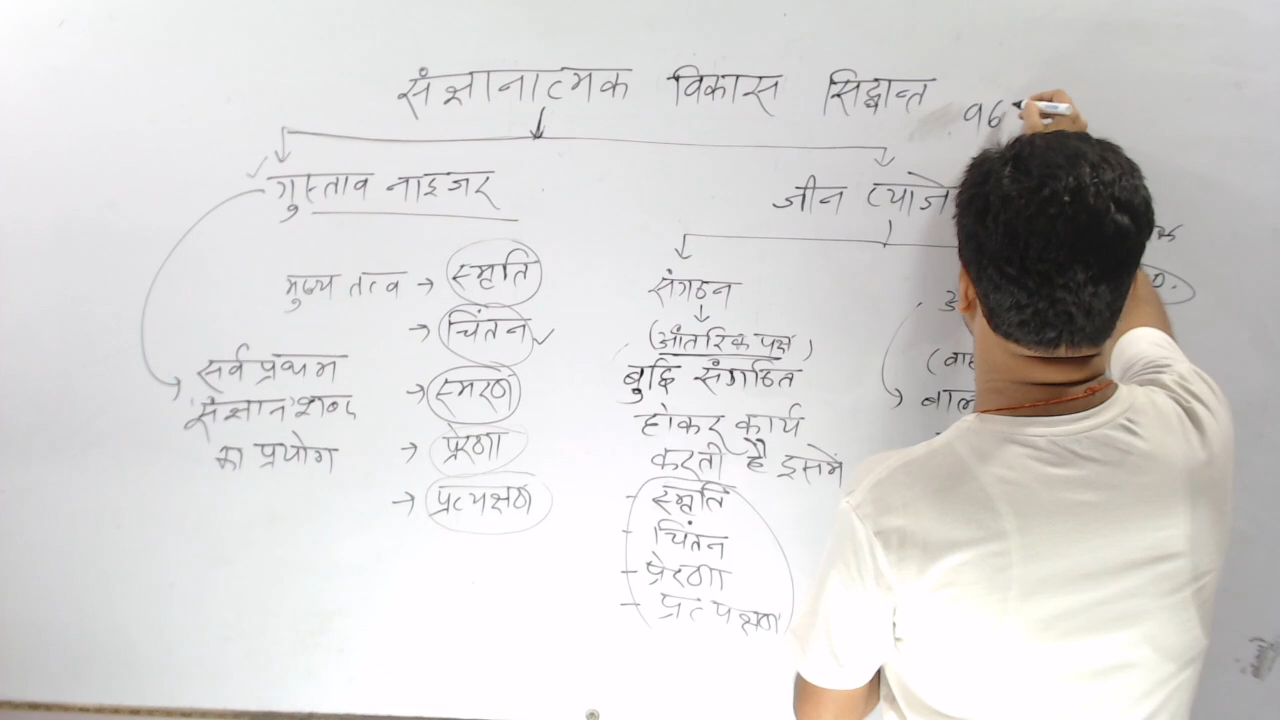 संज्ञानात्मक विकास सिद्धान्त
96
गुस्ताव नाइजर
जीन प्याजे
मुख्य तत्व → स्मृति
→ चिंतन
→ स्मरण
→ प्रेरणा
→ प्रत्यक्षण
सर्व प्रथम
'संज्ञान' शब्द
का प्रयोग
संगठन
(आंतरिक पक्ष)
बुद्धि संगठित
होकर कार्य
करती है इसमें
- स्मृति
- चिंतन
- प्रेरणा
- प्रत्यक्षण